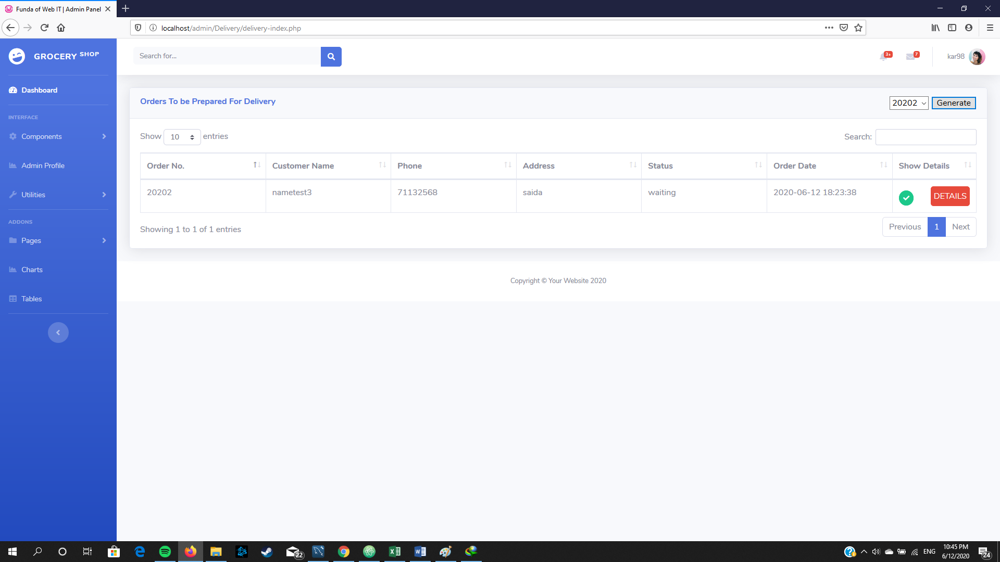 Funda of Web IT | Admin Panel
localhost/admin/Delivery/delivery-index.php
GROCERY SHOP
Search for...
3+
7
kar98
Dashboard
INTERFACE
Components
Admin Profile
Utilities
ADDONS
Pages
Charts
Tables
Orders To be Prepared For Delivery
20202
Generate
Show 10 entries
Search:
Order No. Customer Name Phone Address Status Order Date Show Details
20202 nametest3 71132568 saida waiting 2020-06-12 18:23:38 DETAILS
Showing 1 to 1 of 1 entries
Previous 1 Next
Copyright © Your Website 2020
22
ENG
10:45 PM
6/12/2020
24